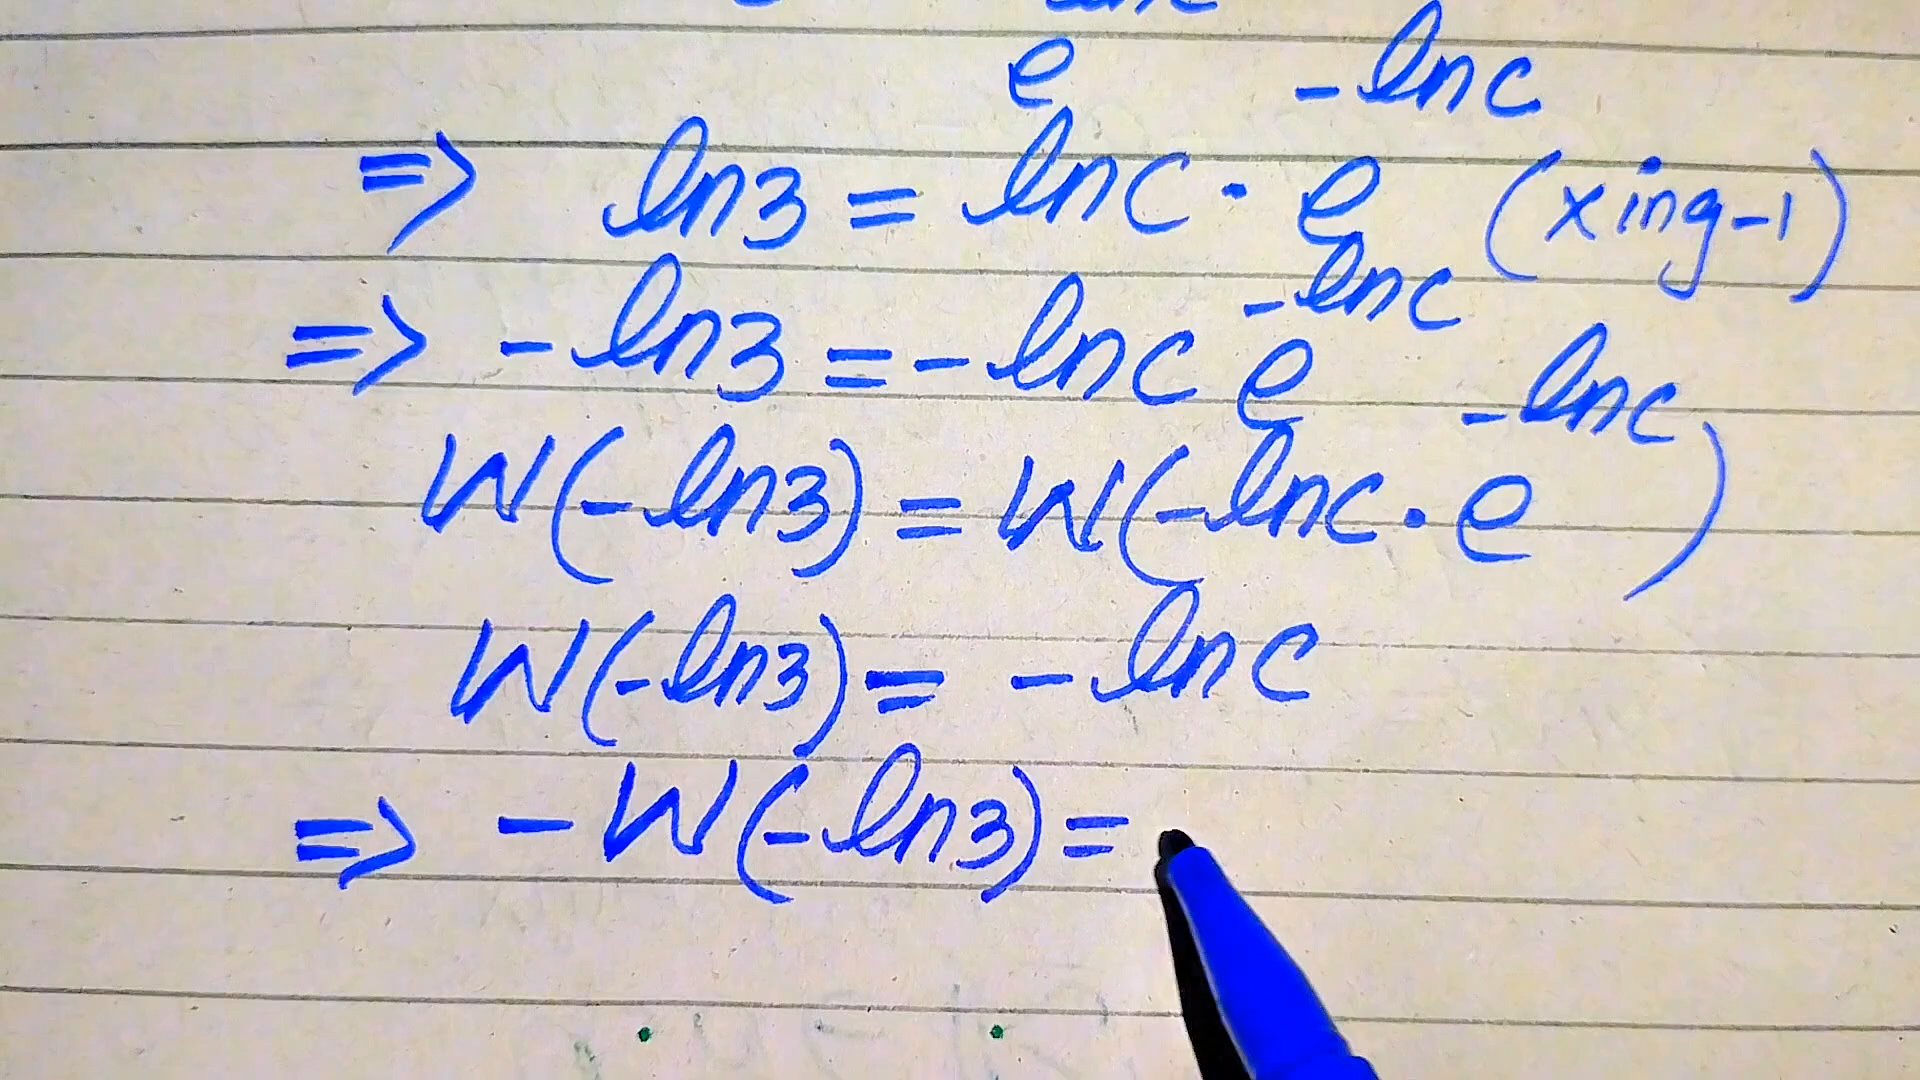 e
=> ln3 = lnc · e^-lnc (xing-1)
=> -ln3 = -lnc e^-lnc
W(-ln3) = W(-lnc · e^-lnc)
W(-ln3) = -lnc
=> -W(-ln3) =